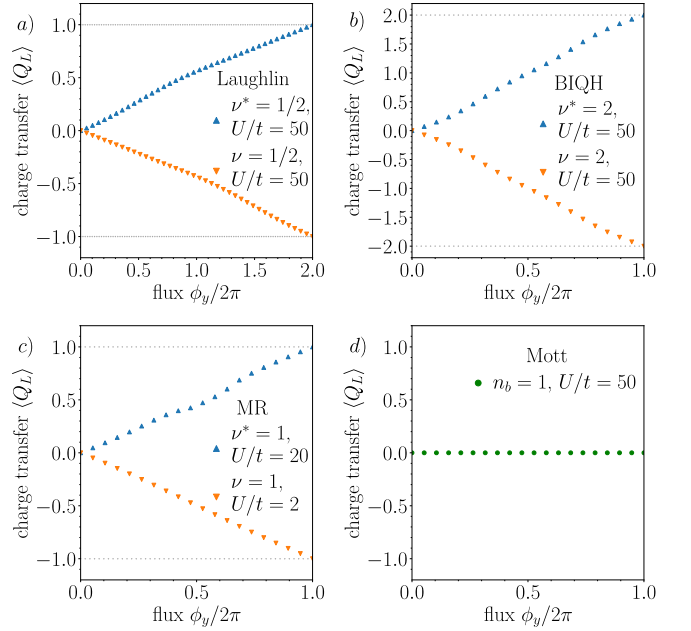 a)
charge transfer ⟨Q_L⟩
1.0
0.5
0.0
−0.5
−1.0
Laughlin
ν* = 1/2,
U/t = 50
ν = 1/2,
U/t = 50
0.0 0.5 1.0 1.5 2.0
flux ϕ_y/2π
b)
charge transfer ⟨Q_L⟩
2.0
1.5
1.0
0.5
0.0
−0.5
−1.0
−1.5
−2.0
BIQH
ν* = 2,
U/t = 50
ν = 2,
U/t = 50
0.0 0.5 1.0
flux ϕ_y/2π
c)
charge transfer ⟨Q_L⟩
1.0
0.5
0.0
−0.5
−1.0
MR
ν* = 1,
U/t = 20
ν = 1,
U/t = 2
0.0 0.5 1.0
flux ϕ_y/2π
d)
charge transfer ⟨Q_L⟩
1.0
0.5
0.0
−0.5
−1.0
Mott
n_b = 1, U/t = 50
0.0 0.5 1.0
flux ϕ_y/2π